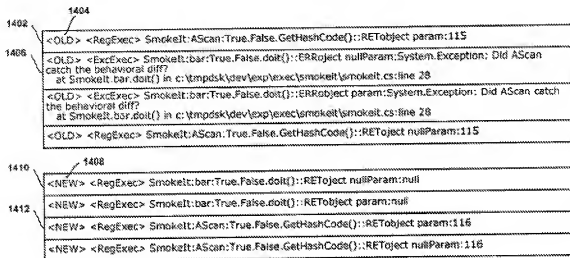 1404
1402
<OLD> <RegExec> SmokeIt:AScan:True.False.GetHashCode()::RETobject param:115
1406
<OLD> <ExcExec> SmokeIt:bar:True.False.doit()::ERRoject nullParam:System.Exception: Did AScan
catch the behavioral diff?
at SmokeIt.bar.doit() in c:\tmpdsk\dev\exp\exec\smokeit\smokeit.cs:line 28
<OLD> <ExcExec> SmokeIt:bar:True.False.doit()::ERRobject param:System.Exception: Did AScan catch
the behavioral diff?
at SmokeIt.bar.doit() in c:\tmpdsk\dev\exp\exec\smokeit\smokeit.cs:line 28
<OLD> <RegExec> SmokeIt:AScan:True.False.GetHashCode()::REToject nullParam:115
1408
1410
<NEW> <RegExec> SmokeIt:bar:True.False.doit()::REToject nullParam:null
<NEW> <RegExec> SmokeIt:bar:True.False.doit()::RETobject param:null
1412
<NEW> <RegExec> SmokeIt:AScan:True.False.GetHashCode()::RETobject param:116
<NEW> <RegExec> SmokeIt:AScan:True.False.GetHashCode()::REToject nullParam:116